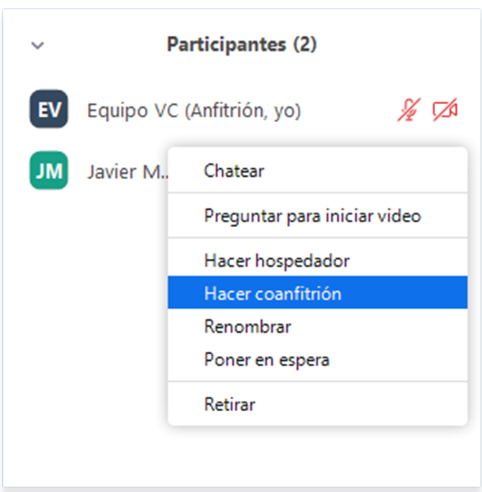 Participantes (2)
EV Equipo VC (Anfitrión, yo)
JM Javier M..
Chatear
Preguntar para iniciar video
Hacer hospedador
Hacer coanfitrión
Renombrar
Poner en espera
Retirar